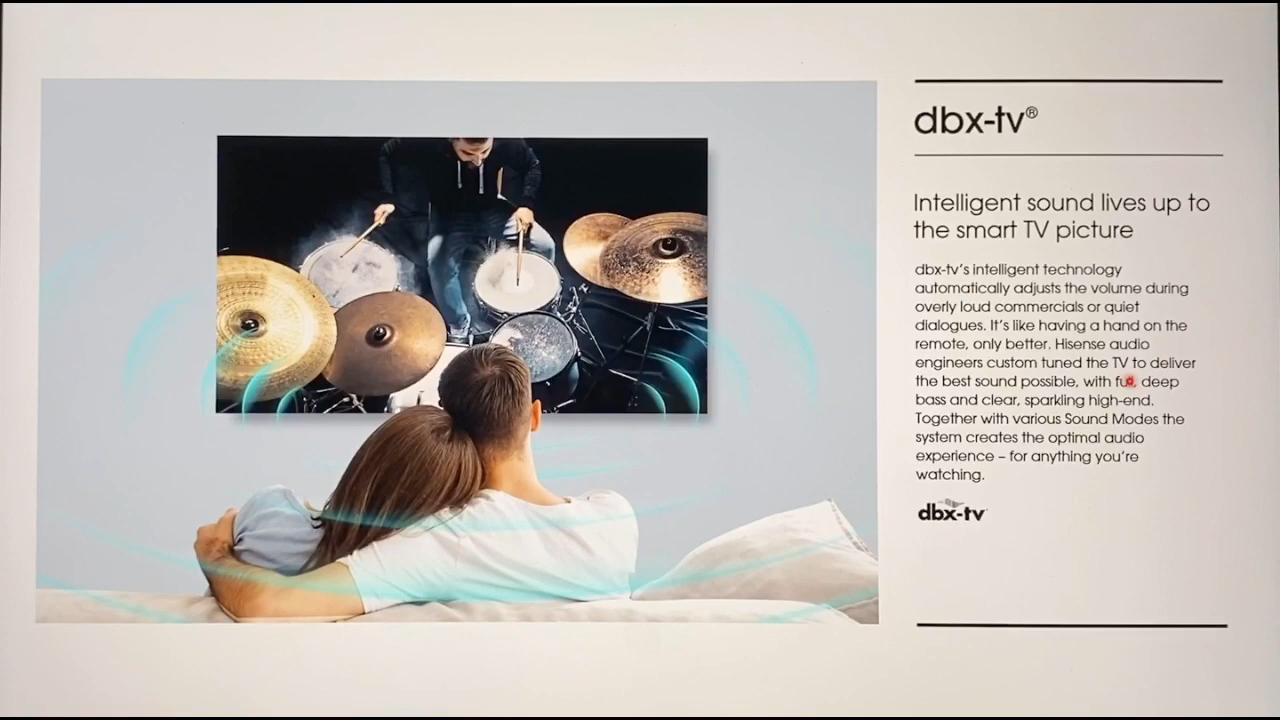 dbx-tv®
Intelligent sound lives up to
the smart TV picture
dbx-tv's intelligent technology
automatically adjusts the volume during
overly loud commercials or quiet
dialogues. It's like having a hand on the
remote, only better. Hisense audio
engineers custom tuned the TV to deliver
the best sound possible, with full, deep
bass and clear, sparkling high-end.
Together with various Sound Modes the
system creates the optimal audio
experience – for anything you're
watching.
dbx-tv